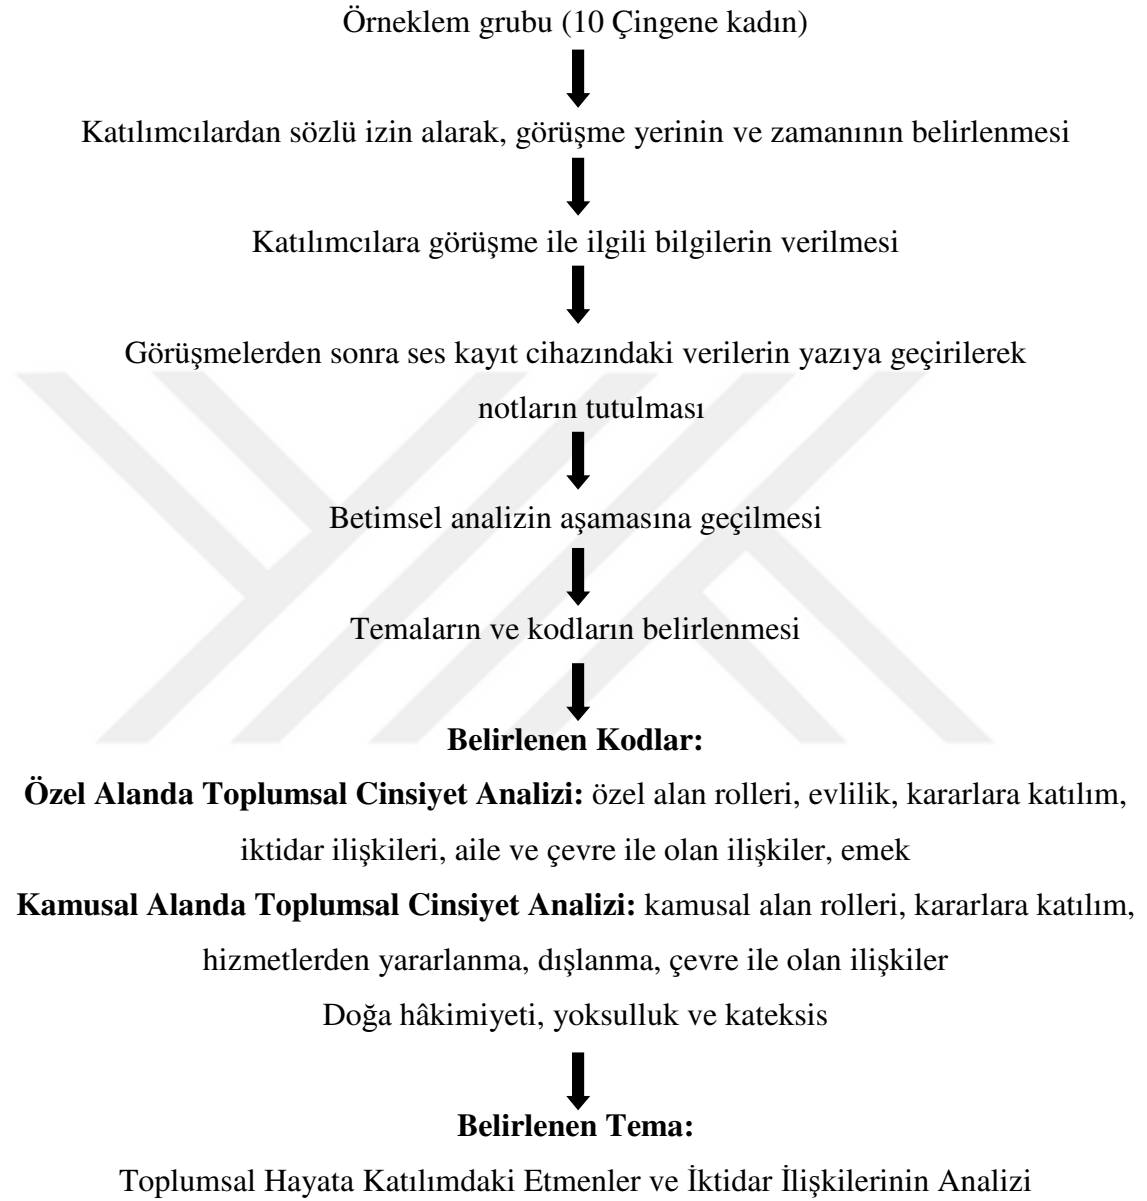 Örneklem grubu (10 Çingene kadın)
Katılımcılardan sözlü izin alarak, görüşme yerinin ve zamanının belirlenmesi
Katılımcılara görüşme ile ilgili bilgilerin verilmesi
Görüşmelerden sonra ses kayıt cihazındaki verilerin yazıya geçirilerek
notların tutulması
Betimsel analizin aşamasına geçilmesi
Temaların ve kodların belirlenmesi
Belirlenen Kodlar:
Özel Alanda Toplumsal Cinsiyet Analizi: özel alan rolleri, evlilik, kararlara katılım,
iktidar ilişkileri, aile ve çevre ile olan ilişkiler, emek
Kamusal Alanda Toplumsal Cinsiyet Analizi: kamusal alan rolleri, kararlara katılım,
hizmetlerden yararlanma, dışlanma, çevre ile olan ilişkiler
Doğa hâkimiyeti, yoksulluk ve kateksis
Belirlenen Tema:
Toplumsal Hayata Katılımdaki Etmenler ve İktidar İlişkilerinin Analizi